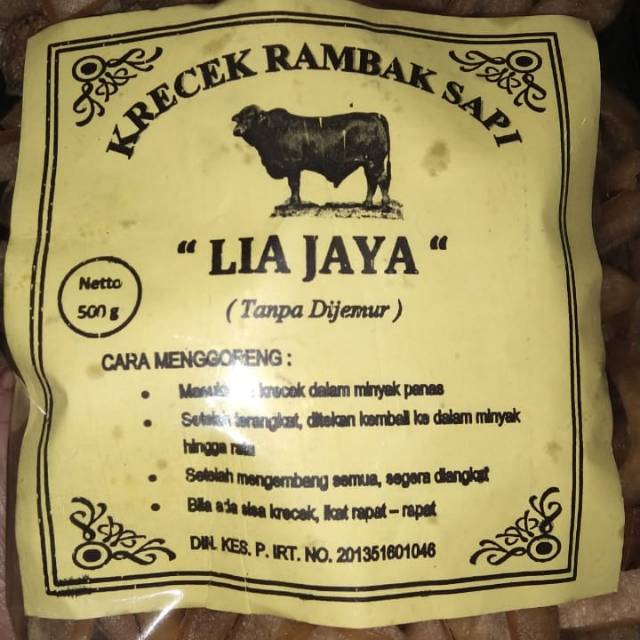 KRECEK RAMBAK SAPI
“ LIA JAYA “
Netto
500 g
( Tanpa Dijemur )
CARA MENGGORENG :
• krecek dalam minyak panas
• Setelah terangkat, ditekan kembali ke dalam minyak
hingga rata
• Setelah mengembang semua, segera diangkat
• Bila ada sisa krecek, ikat rapat – rapat
DIN. KES. P. IRT. NO. 201351601046